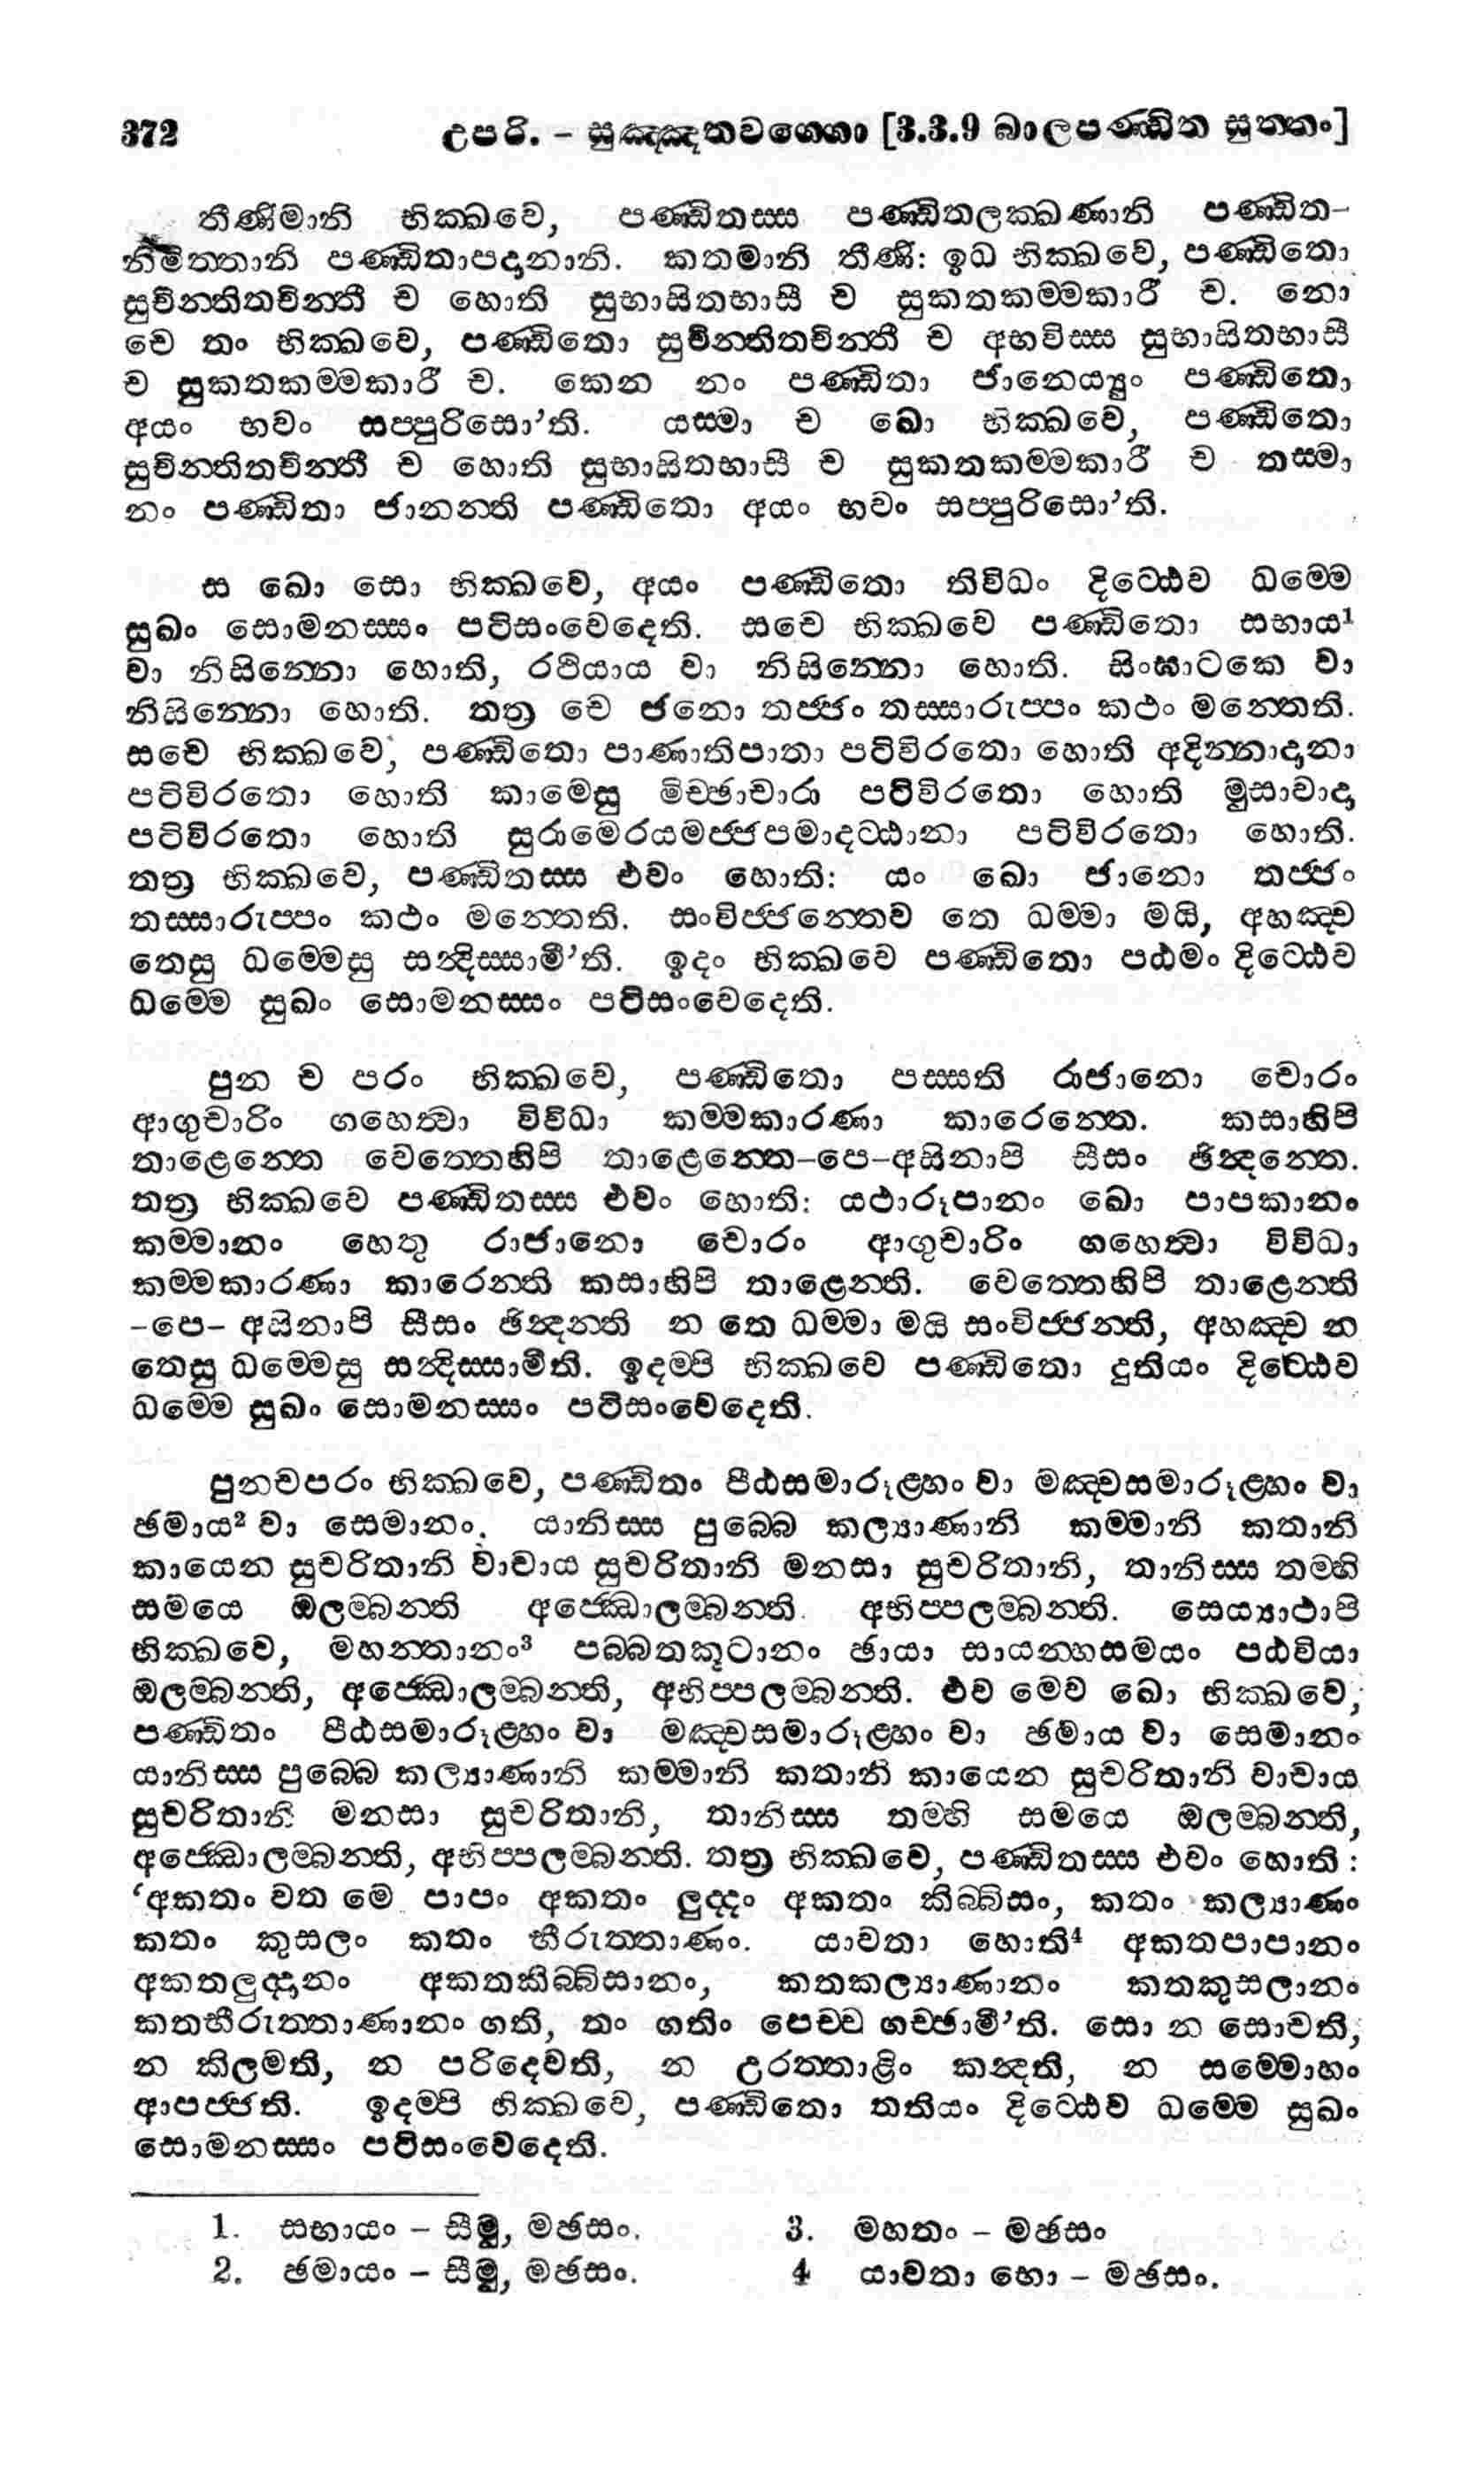 372 උපරි. – සුඤ්ඤතවග්ගො [3.3.9 බාලපණ්ඩිත සුත්තං]
තීණිමානි භික්ඛවෙ, පණ්ඩිතස්ස පණ්ඩිතලක්ඛණානි පණ්ඩිත-
නිමිත්තානි පණ්ඩිතාපදානානි. කතමානි තීණි: ඉධ භික්ඛවෙ, පණ්ඩිතො
සුචින්තිතචින්තී ච හොති සුභාසිතභාසී ච සුකතකම්මකාරී ච. නො
චෙ තං භික්ඛවෙ, පණ්ඩිතො සුචින්තිතචින්තී ච අභවිස්ස සුභාසිතභාසී
ච සුකතකම්මකාරී ච. කෙන නං පණ්ඩිතා ජානෙය්‍යුං පණ්ඩිතො
අයං භවං සප්පුරිසො'ති. යස්මා ච ඛො භික්ඛවෙ, පණ්ඩිතො
සුචින්තිතචින්තී ච හොති සුභාසිතභාසී ච සුකතකම්මකාරී ච තස්මා
නං පණ්ඩිතා ජානන්ති පණ්ඩිතො අයං භවං සප්පුරිසො'ති.
ස ඛො සො භික්ඛවෙ, අයං පණ්ඩිතො තිවිධං දිට්ඨෙව ධම්මෙ
සුඛං සොමනස්සං පටිසංවෙදෙති. සචෙ භික්ඛවෙ පණ්ඩිතො සභාය¹
වා නිසින්නො හොති, රථියාය වා නිසින්නො හොති. සිංඝාටකෙ වා
නිසින්නො හොති. තත්‍ර චෙ ජනො තජ්ජං තස්සාරුප්පං කථං මන්තෙති.
සචෙ භික්ඛවෙ, පණ්ඩිතො පාණාතිපාතා පටිවිරතො හොති අදින්නාදානා
පටිවිරතො හොති කාමෙසු මිච්ඡාචාරා පටිවිරතො හොති මුසාවාදා
පටිවිරතො හොති සුරාමෙරයමජ්ජපමාදට්ඨානා පටිවිරතො හොති.
තත්‍ර භික්ඛවෙ, පණ්ඩිතස්ස එවං හොති: යං ඛො ජානො තජ්ජං
තස්සාරුප්පං කථං මන්තෙති. සංවිජ්ජන්තෙව තෙ ධම්මා මයි, අහඤ්ච
තෙසු ධම්මෙසු සන්දිස්සාමී'ති. ඉදං භික්ඛවෙ පණ්ඩිතො පඨමං දිට්ඨෙව
ධම්මෙ සුඛං සොමනස්සං පටිසංවෙදෙති.
පුන ච පරං භික්ඛවෙ, පණ්ඩිතො පස්සති රාජානො චොරං
ආගුචාරිං ගහෙත්‍වා විවිධා කම්මකාරණා කාරෙන්තෙ. කසාහිපි
තාළෙන්තෙ වෙත්තෙහිපි තාළෙන්තෙ-පෙ-අසිනාපි සීසං ඡින්දන්තෙ.
තත්‍ර භික්ඛවෙ පණ්ඩිතස්ස එවං හොති: යථාරූපානං ඛො පාපකානං
කම්මානං හෙතු රාජානො චොරං ආගුචාරිං ගහෙත්‍වා විවිධා
කම්මකාරණා කාරෙන්ති කසාහිපි තාළෙන්ති. වෙත්තෙහිපි තාළෙන්ති
-පෙ- අසිනාපි සීසං ඡින්දන්ති න තෙ ධම්මා මයි සංවිජ්ජන්ති, අහඤ්ච න
තෙසු ධම්මෙසු සන්දිස්සාමීති. ඉදම්පි භික්ඛවෙ පණ්ඩිතො දුතියං දිට්ඨෙව
ධම්මෙ සුඛං සොමනස්සං පටිසංවෙදෙති.
පුනචපරං භික්ඛවෙ, පණ්ඩිතං පීඨසමාරූළ්හං වා මඤ්චසමාරූළ්හං වා
ඡමාය² වා සෙමානං. යානිස්ස පුබ්බෙ කල්‍යාණානි කම්මානි කතානි
කායෙන සුචරිතානි වාචාය සුචරිතානි මනසා සුචරිතානි, තානිස්ස තම්හි
සමයෙ ඔලම්බන්ති අජ්ඣොලම්බන්ති. අභිප්පලම්බන්ති. සෙය්‍යථාපි
භික්ඛවෙ, මහන්තානං³ පබ්බතකූටානං ඡායා සායන්හසමයං පඨවියා
ඔලම්බන්ති, අජ්ඣොලම්බන්ති, අභිප්පලම්බන්ති. එව මෙව ඛො භික්ඛවෙ,
පණ්ඩිතං පීඨසමාරූළ්හං වා මඤ්චසමාරූළ්හං වා ඡමාය වා සෙමානං
යානිස්ස පුබ්බෙ කල්‍යාණානි කම්මානි කතානි කායෙන සුචරිතානි වාචාය
සුචරිතානි මනසා සුචරිතානි, තානිස්ස තම්හි සමයෙ ඔලම්බන්ති,
අජ්ඣොලම්බන්ති, අභිප්පලම්බන්ති. තත්‍ර භික්ඛවෙ, පණ්ඩිතස්ස එවං හොති :
'අකතං වත මෙ පාපං අකතං ලුද්දං අකතං කිබ්බිසං, කතං කල්‍යාණං
කතං කුසලං කතං භීරුත්තාණං. යාවතා හොති⁴ අකතපාපානං
අකතලුද්දානං අකතකිබ්බිසානං, කතකල්‍යාණානං කතකුසලානං
කතභීරුත්තාණානං ගති, තං ගතිං පෙච්ච ගච්ඡාමී'ති. සො න සොචති,
න කිලමති, න පරිදෙවති, න උරත්තාළිං කන්දති, න සම්මොහං
ආපජ්ජති. ඉදම්පි භික්ඛවෙ, පණ්ඩිතො තතියං දිට්ඨෙව ධම්මෙ සුඛං
සොමනස්සං පටිසංවෙදෙති.
1. සභායං – සීමු, මඡසං. 3. මහතං – මඡසං
2. ඡමායං – සීමු, මඡසං. 4 යාවතා භො – මඡසං.